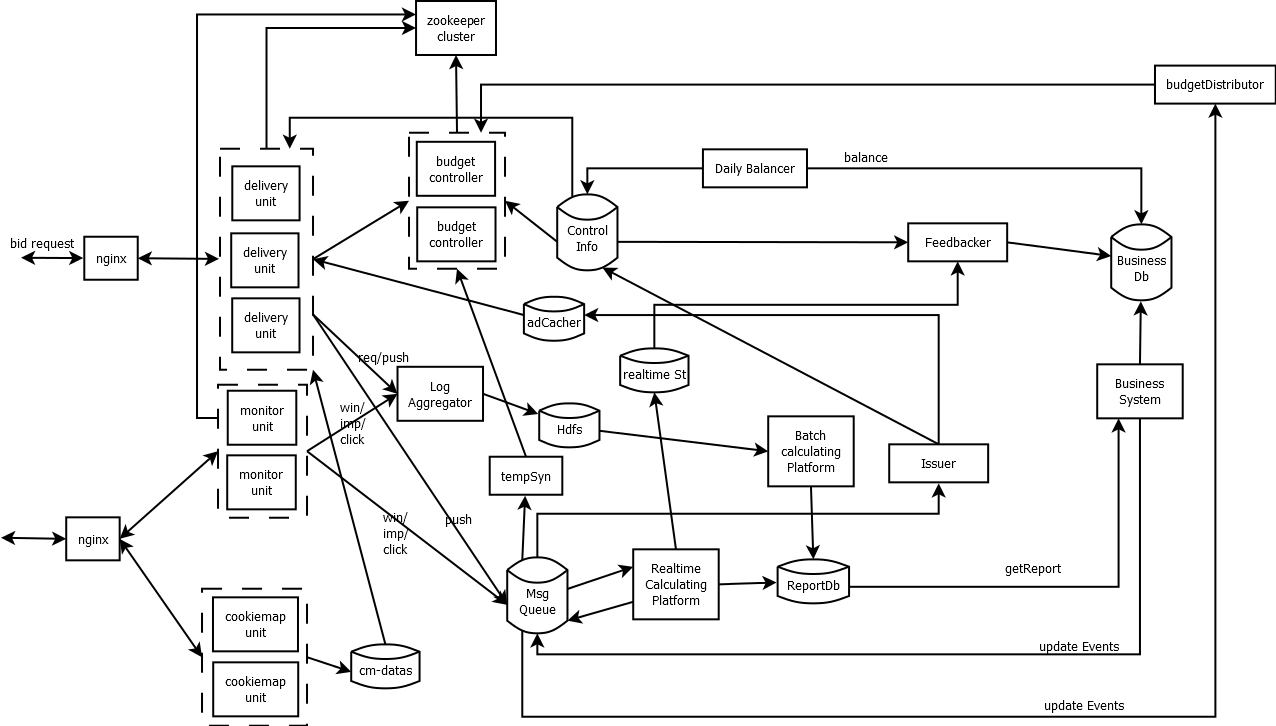 zookeeper
cluster
budgetDistributor
budget
controller
budget
controller
Daily Balancer
balance
delivery
unit
delivery
unit
delivery
unit
bid request
nginx
Control
Info
Feedbacker
Business
Db
adCacher
req/push
realtime St
Log
Aggregator
Business
System
monitor
unit
monitor
unit
win/
imp/
click
Hdfs
Batch
calculating
Platform
Issuer
tempSyn
nginx
win/
imp/
click
push
Msg
Queue
Realtime
Calculating
Platform
ReportDb
getReport
cookiemap
unit
cookiemap
unit
cm-datas
update Events
update Events